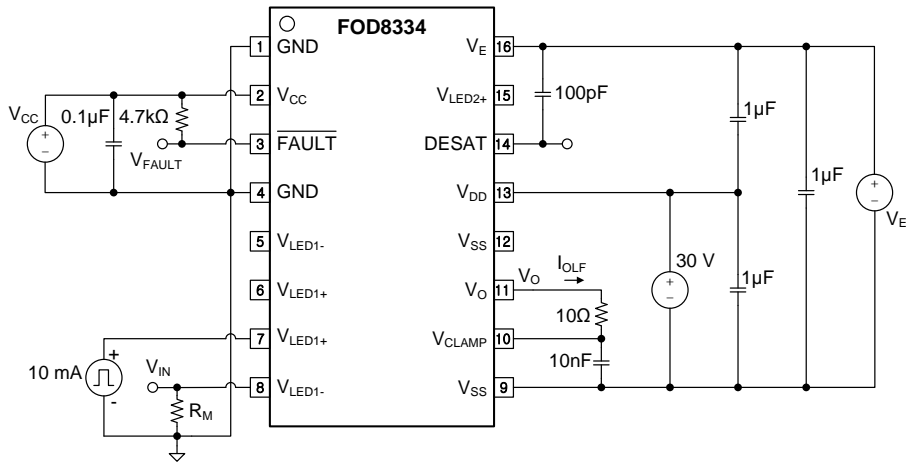 FOD8334
1 GND
2 VCC
3 FAULT
4 GND
5 VLED1-
6 VLED1+
7 VLED1+
8 VLED1-
VE 16
VLED2+ 15
DESAT 14
VDD 13
VSS 12
VO 11
VCLAMP 10
VSS 9
VCC
+
-
0.1µF
4.7kΩ
VFAULT
10 mA
+
-
VIN
RM
100pF
1µF
1µF
1µF
+
-
VE
30 V
+
-
VO
IOLF
10Ω
10nF